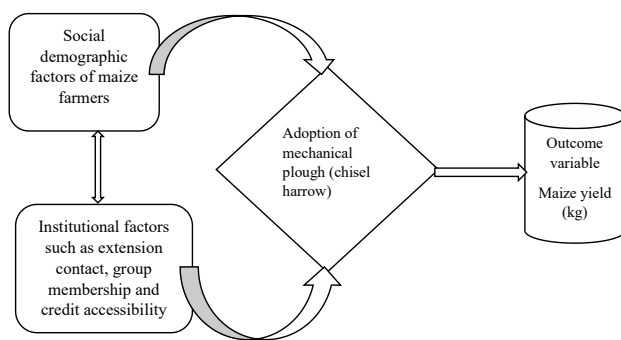 Social
demographic
factors of maize
farmers
Adoption of
mechanical
plough (chisel
harrow)
Outcome
variable
Maize yield
(kg)
Institutional factors
such as extension
contact, group
membership and
credit accessibility